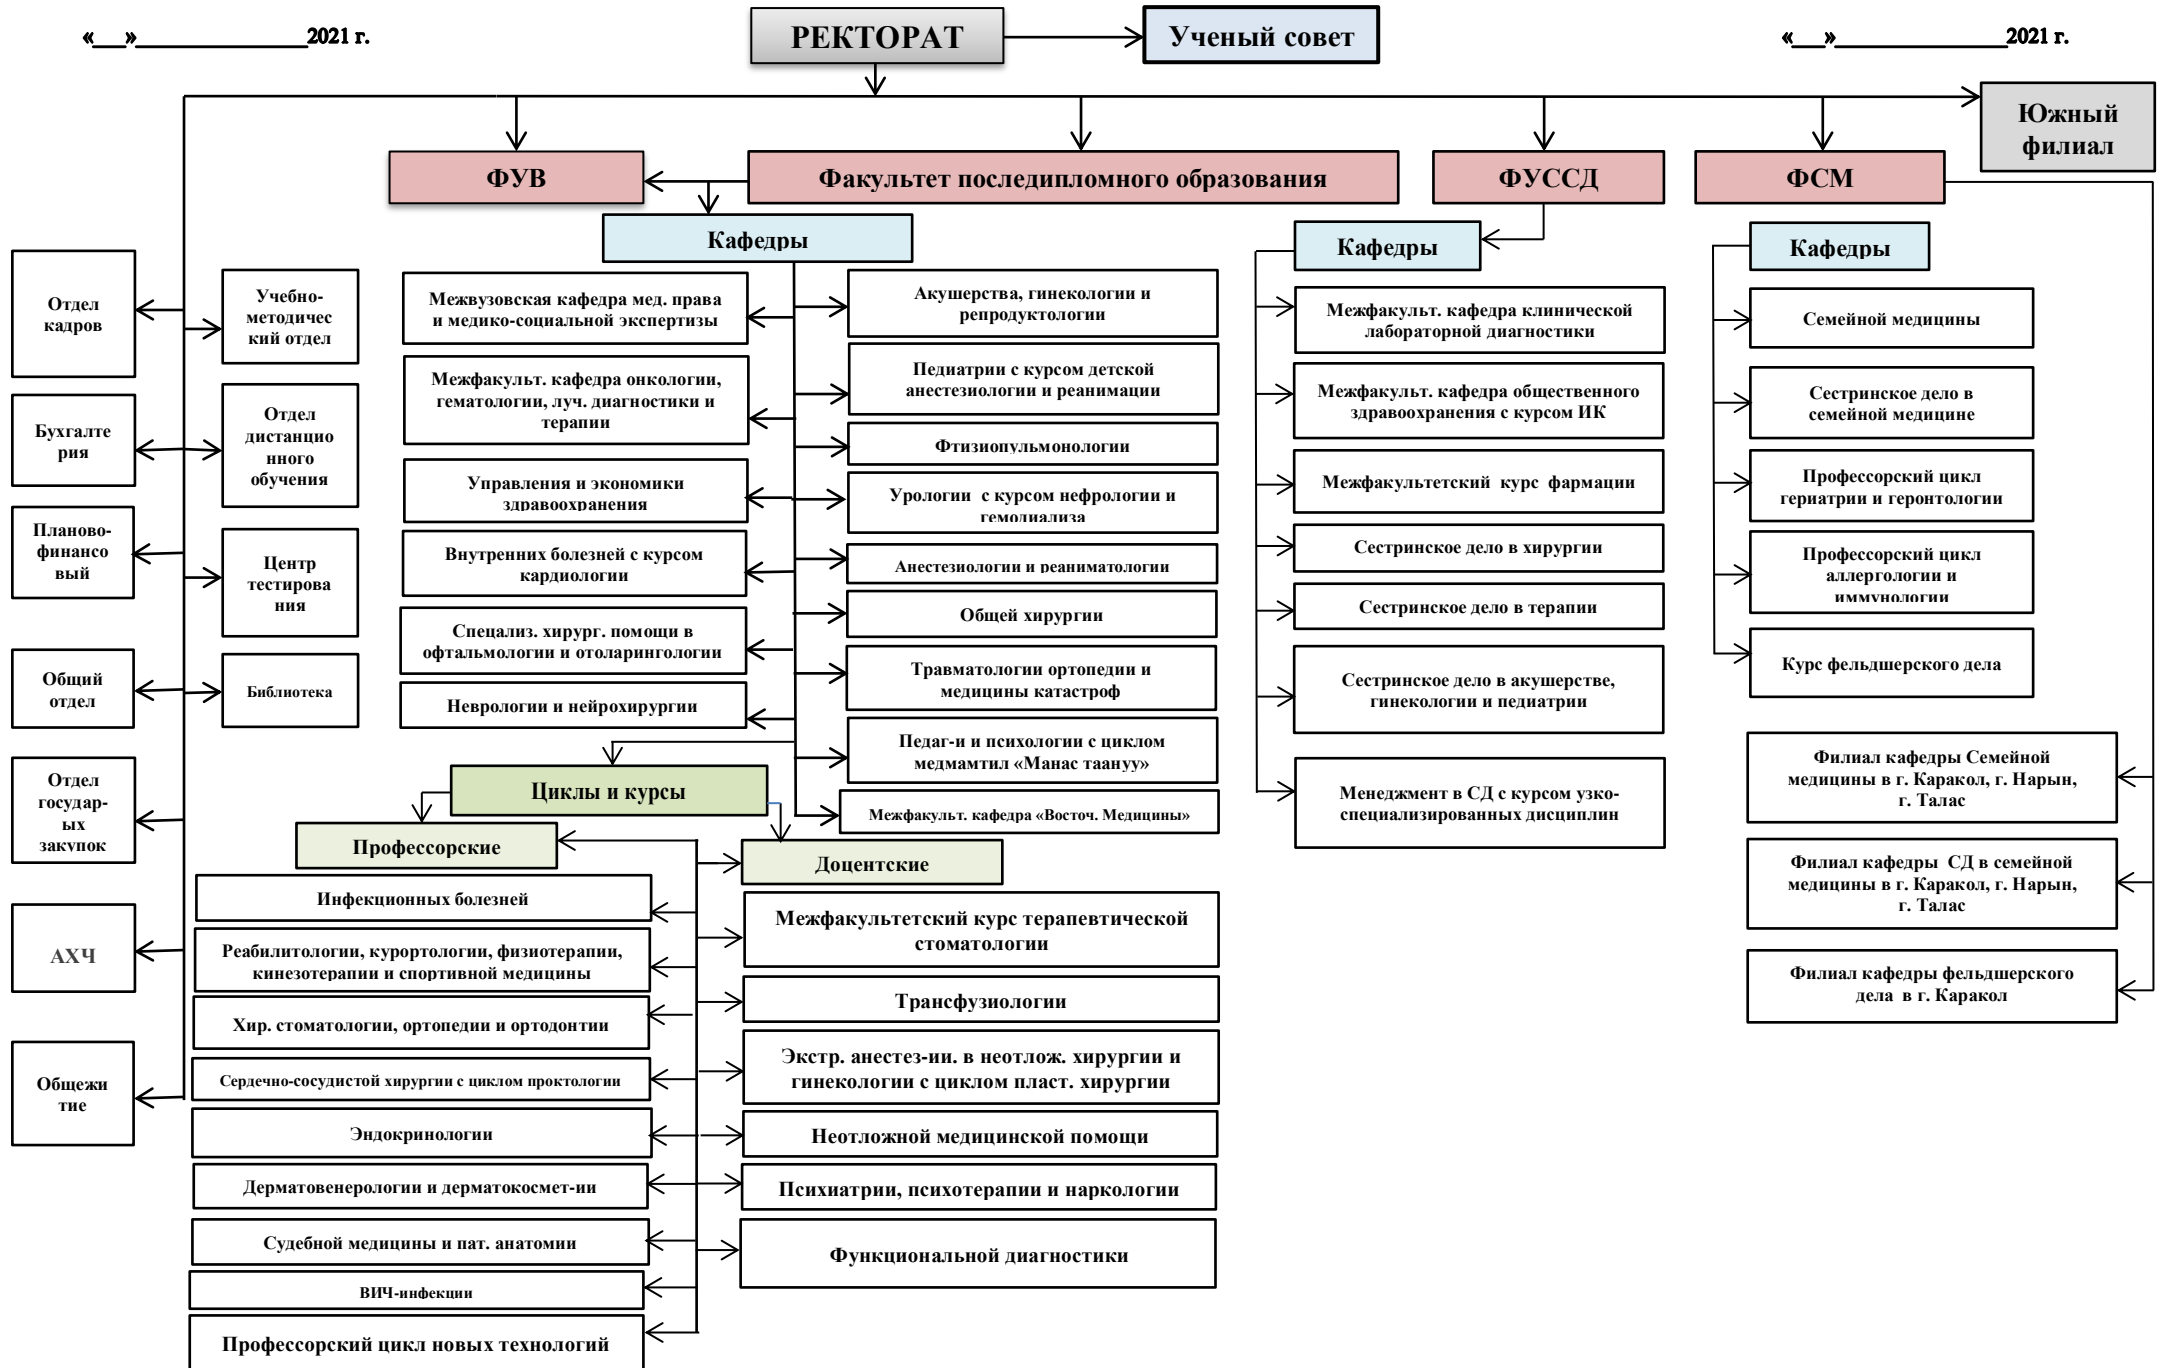 «___»_______________2021 г.
РЕКТОРАТ
Ученый совет
«___»_______________2021 г.
Южный
филиал
ФУВ
Факультет последипломного образования
ФУССД
ФСМ
Кафедры
Кафедры
Кафедры
Отдел
кадров
Бухгалте
рия
Планово-
финансо
вый
Общий
отдел
Отдел
государ-
ых
закупок
АХЧ
Общежи
тие
Учебно-
методичес
кий отдел
Отдел
дистанцио
нного
обучения
Центр
тестирова
ния
Библиотека
Межвузовская кафедра мед. права
и медико-социальной экспертизы
Межфакульт. кафедра онкологии,
гематологии, луч. диагностики и
терапии
Управления и экономики
здравоохранения
Внутренних болезней с курсом
кардиологии
Спецализ. хирург. помощи в
офтальмологии и отоларингологии
Неврологии и нейрохирургии
Акушерства, гинекологии и
репродуктологии
Педиатрии с курсом детской
анестезиологии и реанимации
Фтизиопульмонологии
Урологии с курсом нефрологии и
гемодиализа
Анестезиологии и реаниматологии
Общей хирургии
Травматологии ортопедии и
медицины катастроф
Педаг-и и психологии с циклом
медмамтил «Манас таануу»
Межфакульт. кафедра «Восточ. Медицины»
Циклы и курсы
Профессорские
Доцентские
Инфекционных болезней
Реабилитологии, курортологии, физиотерапии,
кинезотерапии и спортивной медицины
Хир. стоматологии, ортопедии и ортодонтии
Сердечно-сосудистой хирургии с циклом проктологии
Эндокринологии
Дерматовенерологии и дерматокосмет-ии
Судебной медицины и пат. анатомии
ВИЧ-инфекции
Профессорский цикл новых технологий
Межфакультетский курс терапевтической
стоматологии
Трансфузиологии
Экстр. анестез-ии. в неотлож. хирургии и
гинекологии с циклом пласт. хирургии
Неотложной медицинской помощи
Психиатрии, психотерапии и наркологии
Функциональной диагностики
Межфакульт. кафедра клинической
лабораторной диагностики
Межфакульт. кафедра общественного
здравоохранения с курсом ИК
Межфакультетский курс фармации
Сестринское дело в хирургии
Сестринское дело в терапии
Сестринское дело в акушерстве,
гинекологии и педиатрии
Менеджмент в СД с курсом узко-
специализированных дисциплин
Семейной медицины
Сестринское дело в
семейной медицине
Профессорский цикл
гериатрии и геронтологии
Профессорский цикл
аллергологии и
иммунологии
Курс фельдшерского дела
Филиал кафедры Семейной
медицины в г. Каракол, г. Нарын,
г. Талас
Филиал кафедры СД в семейной
медицины в г. Каракол, г. Нарын,
г. Талас
Филиал кафедры фельдшерского
дела в г. Каракол